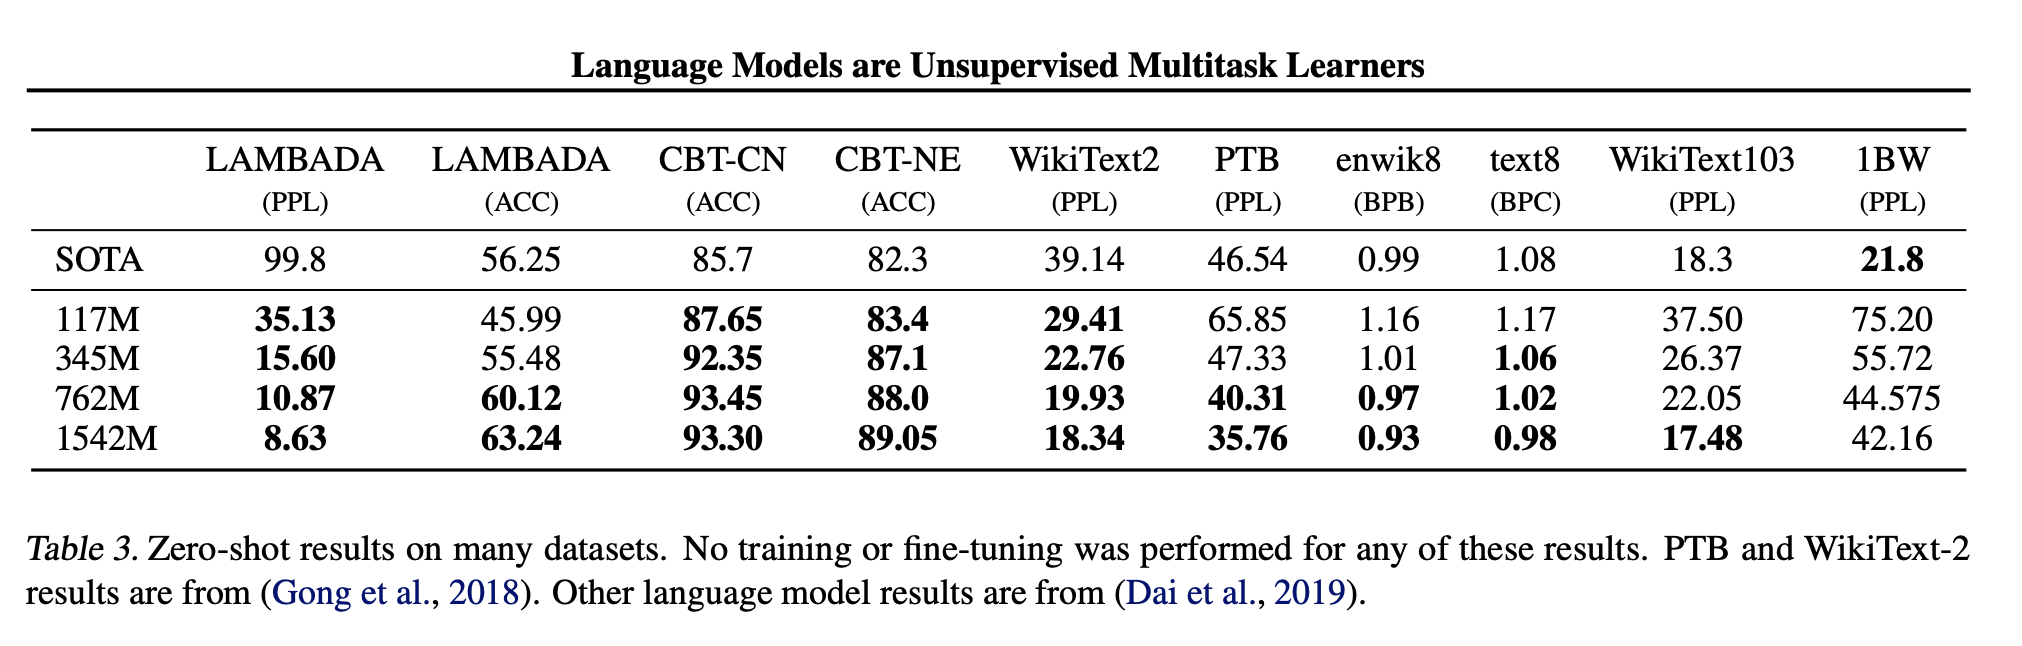 Language Models are Unsupervised Multitask Learners
LAMBADA LAMBADA CBT-CN CBT-NE WikiText2 PTB enwik8 text8 WikiText103 1BW
(PPL) (ACC) (ACC) (ACC) (PPL) (PPL) (BPB) (BPC) (PPL) (PPL)
SOTA 99.8 56.25 85.7 82.3 39.14 46.54 0.99 1.08 18.3 21.8
117M 35.13 45.99 87.65 83.4 29.41 65.85 1.16 1.17 37.50 75.20
345M 15.60 55.48 92.35 87.1 22.76 47.33 1.01 1.06 26.37 55.72
762M 10.87 60.12 93.45 88.0 19.93 40.31 0.97 1.02 22.05 44.575
1542M 8.63 63.24 93.30 89.05 18.34 35.76 0.93 0.98 17.48 42.16
Table 3. Zero-shot results on many datasets. No training or fine-tuning was performed for any of these results. PTB and WikiText-2
results are from (Gong et al., 2018). Other language model results are from (Dai et al., 2019).